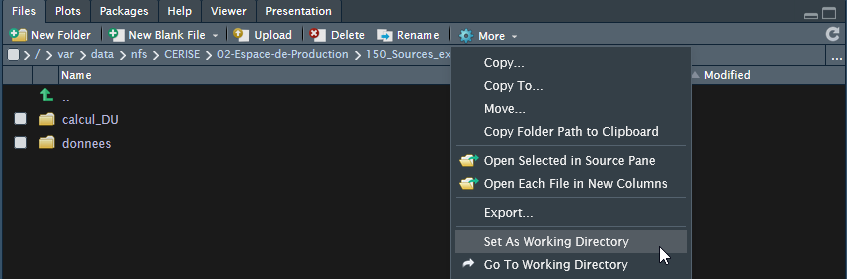 Files Plots Packages Help Viewer Presentation
New Folder New Blank File Upload Delete Rename More
/ > var > data > nfs > CERISE > 02-Espace-de-Production > 150_Sources_ex ...
Name Modified
..
calcul_DU
donnees
Copy...
Copy To...
Move...
Copy Folder Path to Clipboard
Open Selected in Source Pane
Open Each File in New Columns
Export...
Set As Working Directory
Go To Working Directory